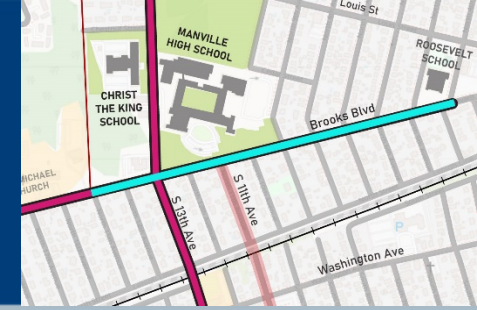 Louis St
MANVILLE
HIGH SCHOOL
ROOSEVELT
SCHOOL
CHRIST
THE KING
SCHOOL
Brooks Blvd
MICHAEL
HURCH
S 13th Ave
S 11th Ave
P
Washington Ave